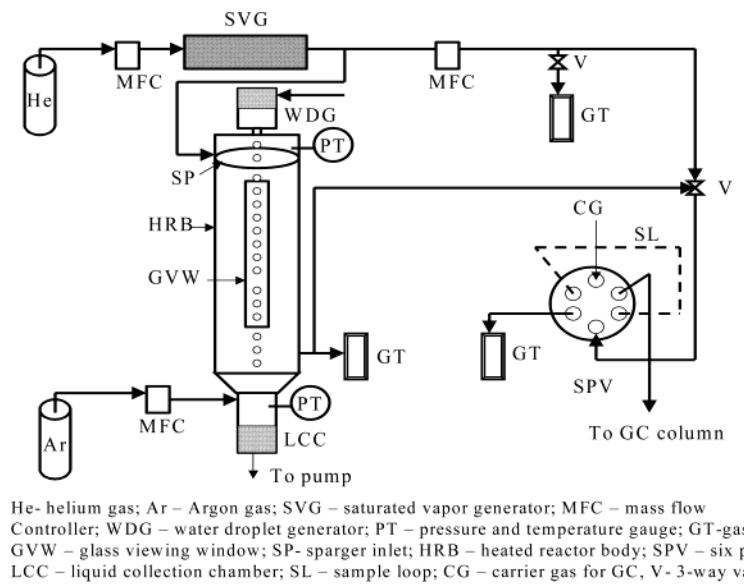 SVG
MFC
MFC
V
He
WDG
GT
PT
SP
V
CG
SL
HRB
GVW
GT
GT
SPV
PT
MFC
Ar
LCC
To GC column
To pump
He- helium gas; Ar – Argon gas; SVG – saturated vapor generator; MFC – mass flow
Controller; WDG – water droplet generator; PT – pressure and temperature gauge; GT-gas
GVW – glass viewing window; SP- sparger inlet; HRB – heated reactor body; SPV – six p
LCC – liquid collection chamber; SL – sample loop; CG – carrier gas for GC, V- 3-way v